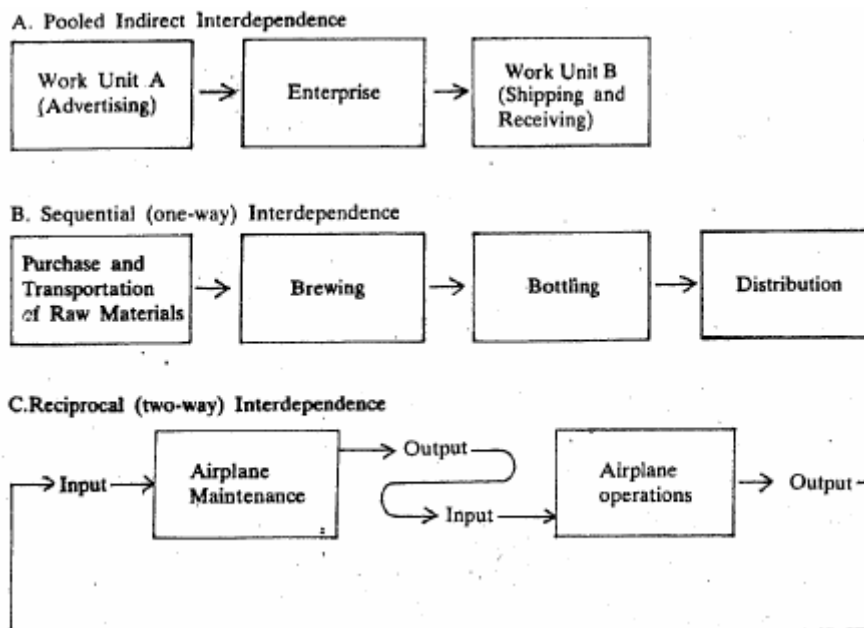 A. Pooled Indirect Interdependence
Work Unit A
(Advertising)
Enterprise
Work Unit B
(Shipping and
Receiving)
B. Sequential (one-way) Interdependence
Purchase and
Transportation
of Raw Materials
Brewing
Bottling
Distribution
C.Reciprocal (two-way) Interdependence
Input
Airplane
Maintenance
Output
Input
Airplane
operations
Output